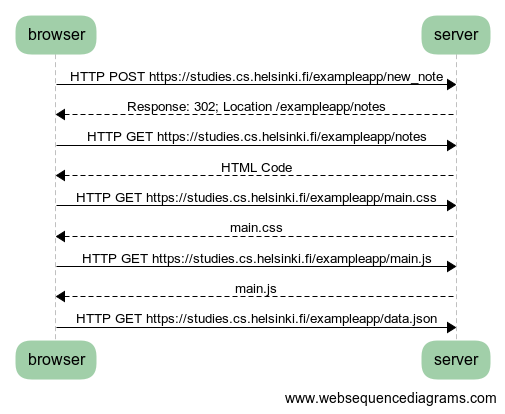 browser server
HTTP POST https://studies.cs.helsinki.fi/exampleapp/new_note
Response: 302; Location /exampleapp/notes
HTTP GET https://studies.cs.helsinki.fi/exampleapp/notes
HTML Code
HTTP GET https://studies.cs.helsinki.fi/exampleapp/main.css
main.css
HTTP GET https://studies.cs.helsinki.fi/exampleapp/main.js
main.js
HTTP GET https://studies.cs.helsinki.fi/exampleapp/data.json
browser server
www.websequencediagrams.com